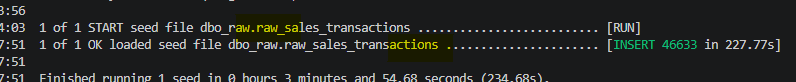 3:56
4:03 1 of 1 START seed file dbo_raw.raw_sales_transactions .......................... [RUN]
7:51 1 of 1 OK loaded seed file dbo_raw.raw_sales_transactions ...................... [INSERT 46633 in 227.77s]
7:51
7:51 Finished running 1 seed in 0 hours 3 minutes and 54.68 seconds (234.68s).